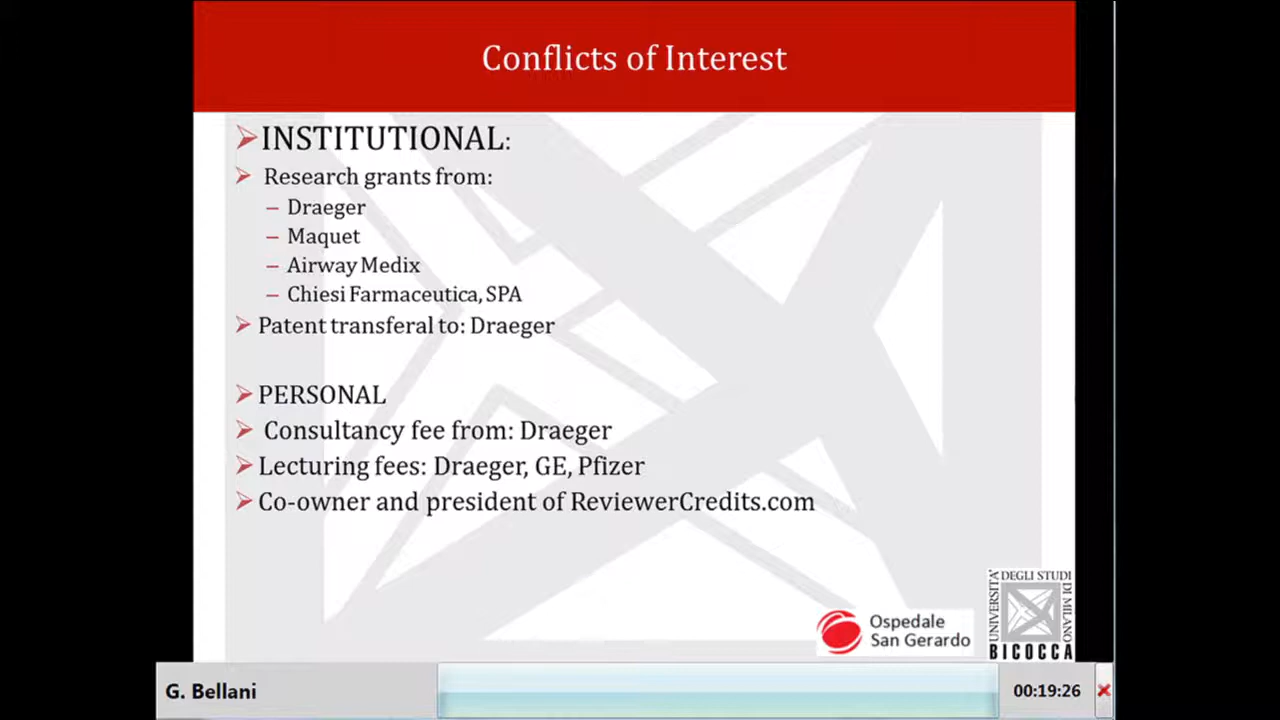 Conflicts of Interest
INSTITUTIONAL:
Research grants from:
– Draeger
– Maquet
– Airway Medix
– Chiesi Farmaceutica, SPA
Patent transferal to: Draeger
PERSONAL
Consultancy fee from: Draeger
Lecturing fees: Draeger, GE, Pfizer
Co-owner and president of ReviewerCredits.com
Ospedale
San Gerardo
UNIVERSITA'
DEGLI STUDI
DI MILANO
BICOCCA
G. Bellani
00:19:26